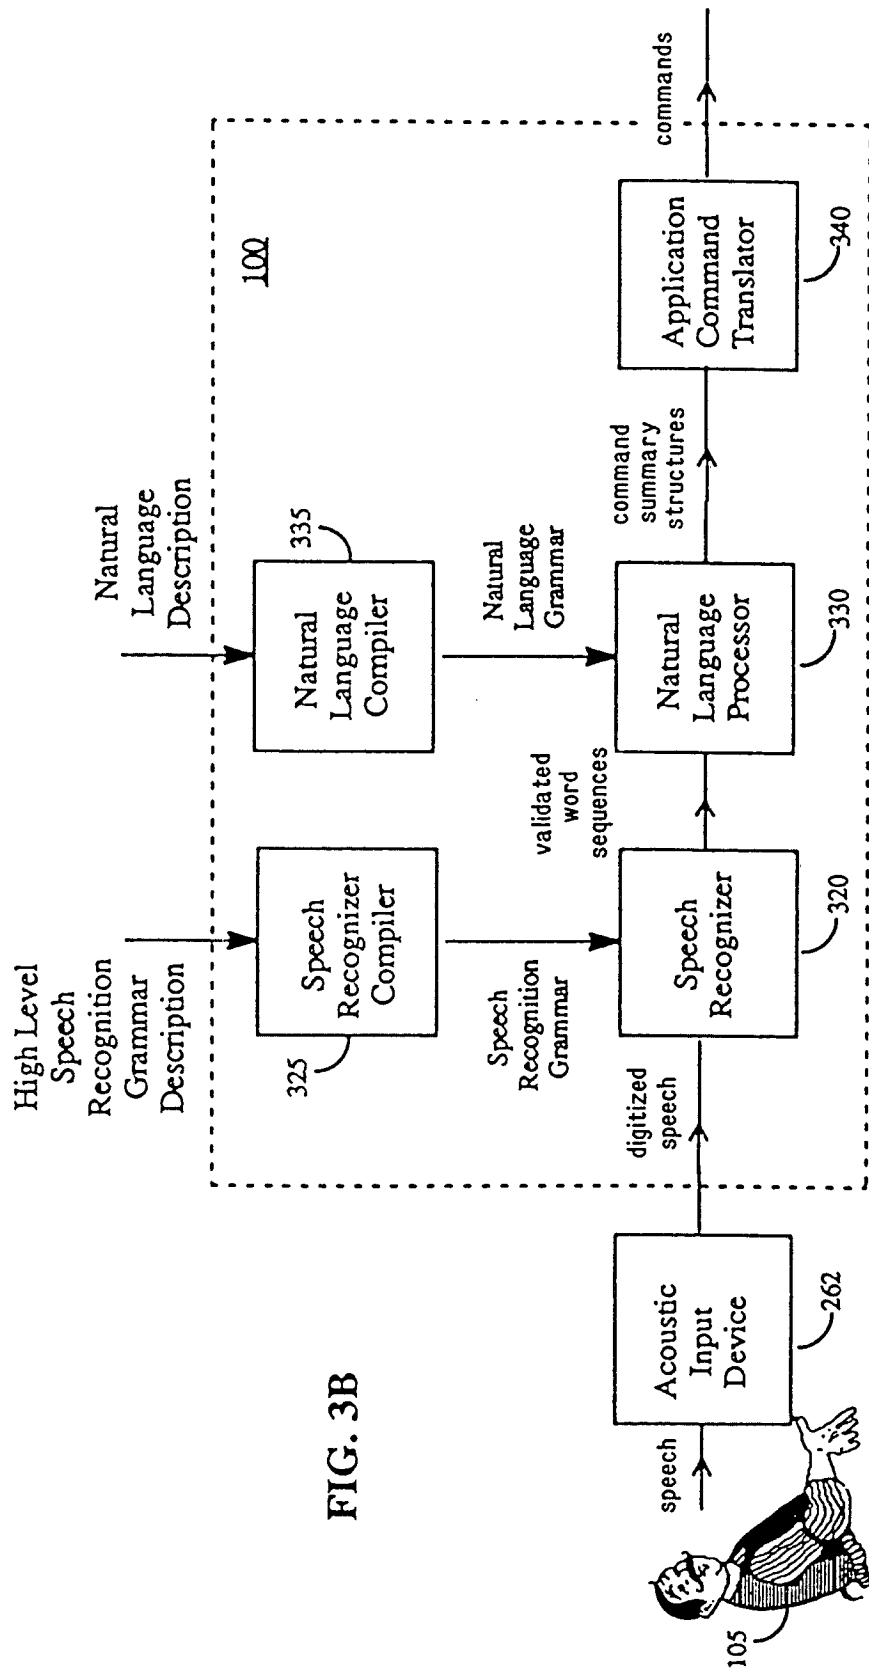 High Level
Speech
Recognition
Grammar
Description
Natural
Language
Description
100
Speech
Recognizer
Compiler
325
Natural
Language
Compiler
335
Speech
Recognition
Grammar
Natural
Language
Grammar
speech
Acoustic
Input
Device
262
digitized
speech
Speech
Recognizer
320
validated
word
sequences
Natural
Language
Processor
330
command
summary
structures
Application
Command
Translator
340
commands
105
FIG. 3B